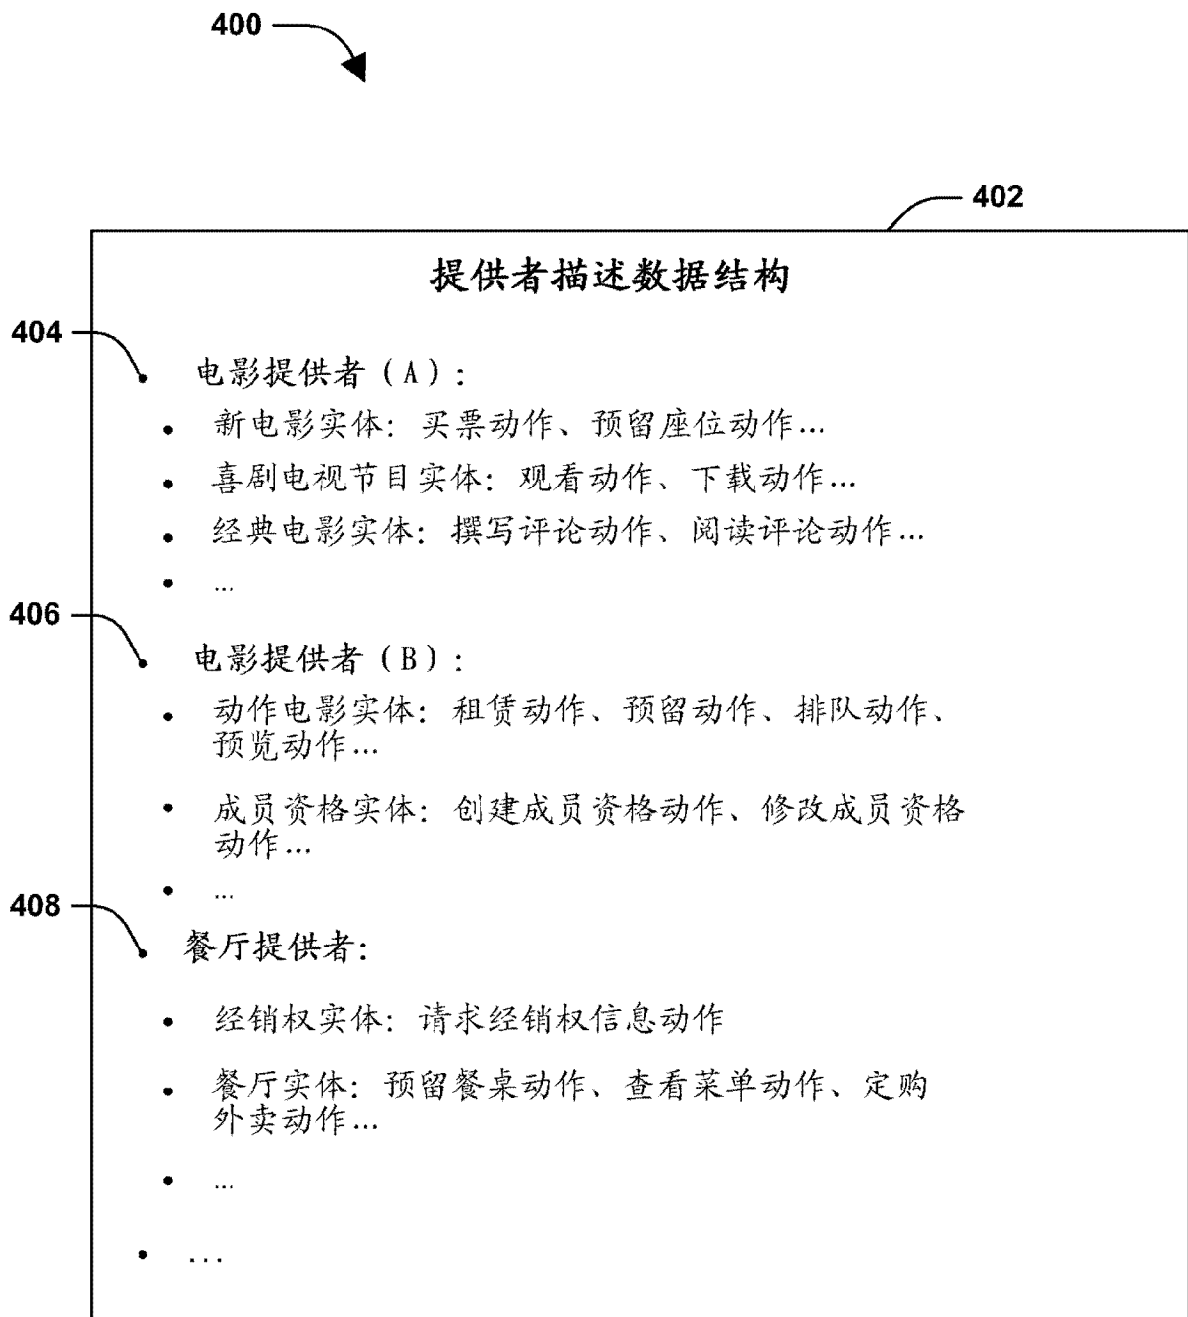 400
402
提供者描述数据结构
404
• 电影提供者（A）：
• 新电影实体：买票动作、预留座位动作…
• 喜剧电视节目实体：观看动作、下载动作…
• 经典电影实体：撰写评论动作、阅读评论动作…
• …
406
• 电影提供者（B）：
• 动作电影实体：租赁动作、预留动作、排队动作、
预览动作…
• 成员资格实体：创建成员资格动作、修改成员资格
动作…
• …
408
• 餐厅提供者：
• 经销权实体：请求经销权信息动作
• 餐厅实体：预留餐桌动作、查看菜单动作、定购
外卖动作…
• …
• ...